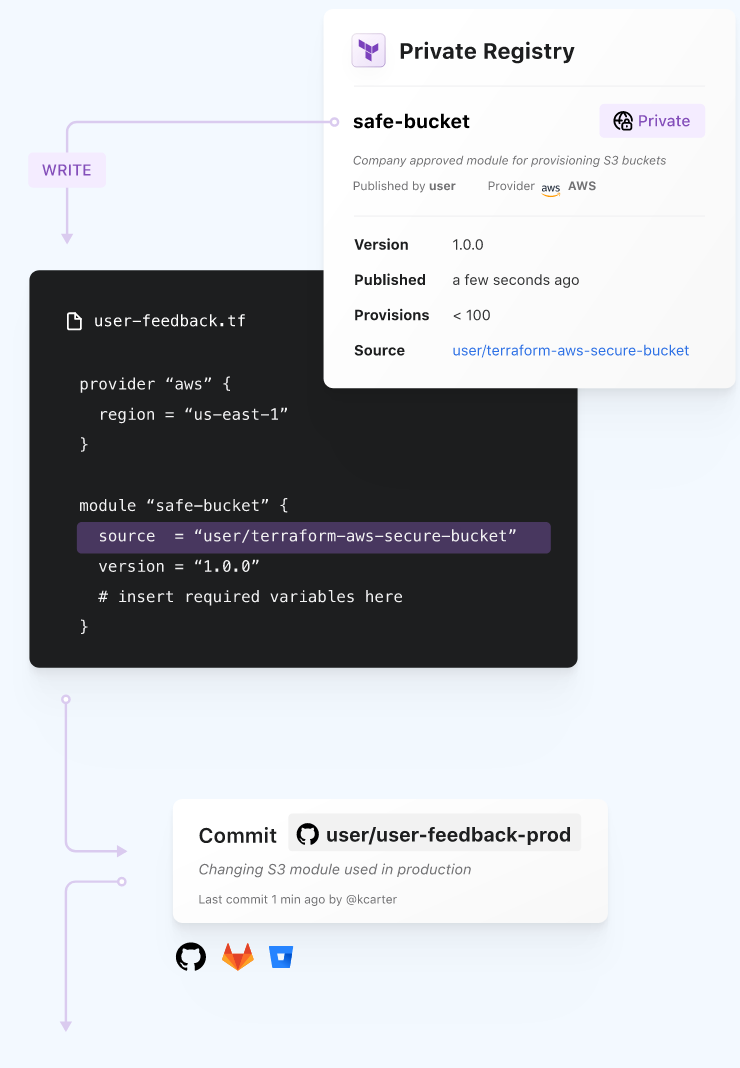 Private Registry
safe-bucket
Private
Company approved module for provisioning S3 buckets
Published by user Provider aws AWS
Version 1.0.0
Published a few seconds ago
Provisions < 100
Source user/terraform-aws-secure-bucket
WRITE
user-feedback.tf
provider “aws” {
region = “us-east-1”
}
module “safe-bucket” {
source = “user/terraform-aws-secure-bucket”
version = “1.0.0”
# insert required variables here
}
Commit user/user-feedback-prod
Changing S3 module used in production
Last commit 1 min ago by @kcarter